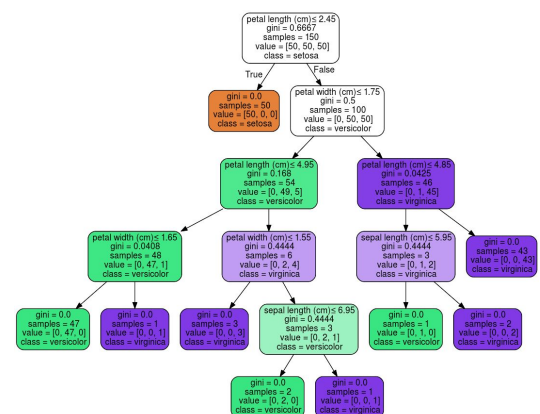 petal length (cm)≤ 2.45
gini = 0.6667
samples = 150
value = [50, 50, 50]
class = setosa
True
False
gini = 0.0
samples = 50
value = [50, 0, 0]
class = setosa
petal width (cm)≤ 1.75
gini = 0.5
samples = 100
value = [0, 50, 50]
class = versicolor
petal length (cm)≤ 4.95
gini = 0.168
samples = 54
value = [0, 49, 5]
class = versicolor
petal length (cm)≤ 4.85
gini = 0.0425
samples = 46
value = [0, 1, 45]
class = virginica
petal width (cm)≤ 1.65
gini = 0.0408
samples = 48
value = [0, 47, 1]
class = versicolor
petal width (cm)≤ 1.55
gini = 0.4444
samples = 6
value = [0, 2, 4]
class = virginica
sepal length (cm)≤ 5.95
gini = 0.4444
samples = 3
value = [0, 1, 2]
class = virginica
gini = 0.0
samples = 43
value = [0, 0, 43]
class = virginica
gini = 0.0
samples = 47
value = [0, 47, 0]
class = versicolor
gini = 0.0
samples = 1
value = [0, 0, 1]
class = virginica
gini = 0.0
samples = 3
value = [0, 0, 3]
class = virginica
sepal length (cm)≤ 6.95
gini = 0.4444
samples = 3
value = [0, 2, 1]
class = versicolor
gini = 0.0
samples = 1
value = [0, 1, 0]
class = versicolor
gini = 0.0
samples = 2
value = [0, 0, 2]
class = virginica
gini = 0.0
samples = 2
value = [0, 2, 0]
class = versicolor
gini = 0.0
samples = 1
value = [0, 0, 1]
class = virginica